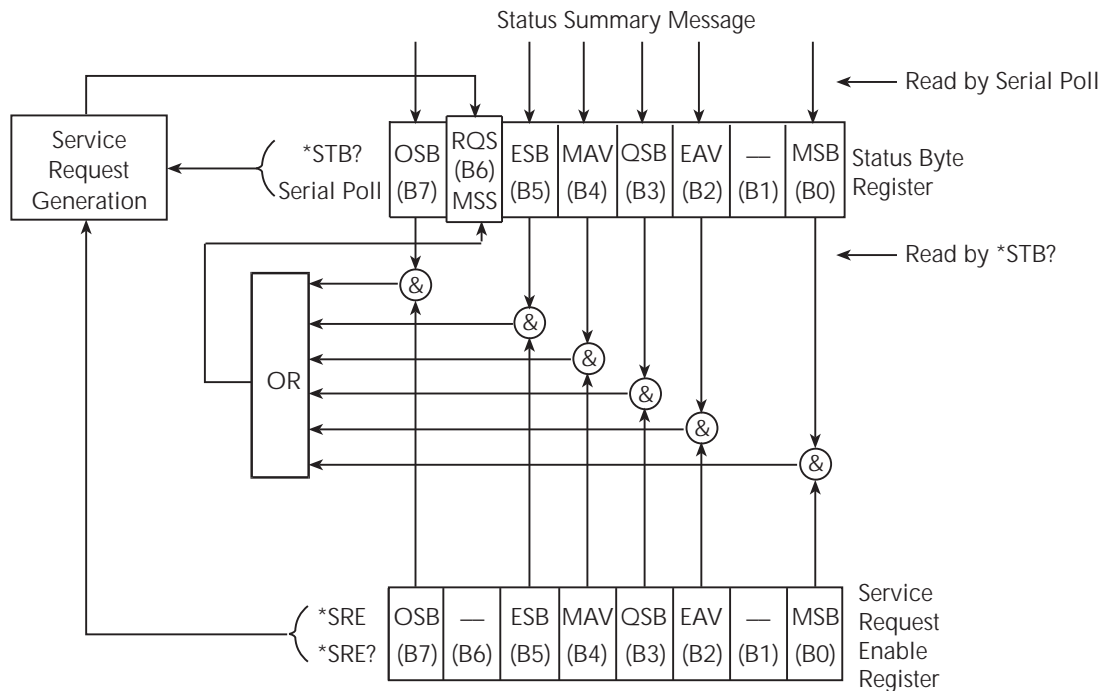 Status Summary Message
Read by Serial Poll
Service
Request
Generation
*STB?
Serial Poll
OSB
(B7)
RQS
(B6)
MSS
ESB
(B5)
MAV
(B4)
QSB
(B3)
EAV
(B2)
—
(B1)
MSB
(B0)
Status Byte
Register
Read by *STB?
&
&
&
&
&
&
OR
*SRE
*SRE?
OSB
(B7)
—
(B6)
ESB
(B5)
MAV
(B4)
QSB
(B3)
EAV
(B2)
—
(B1)
MSB
(B0)
Service
Request
Enable
Register